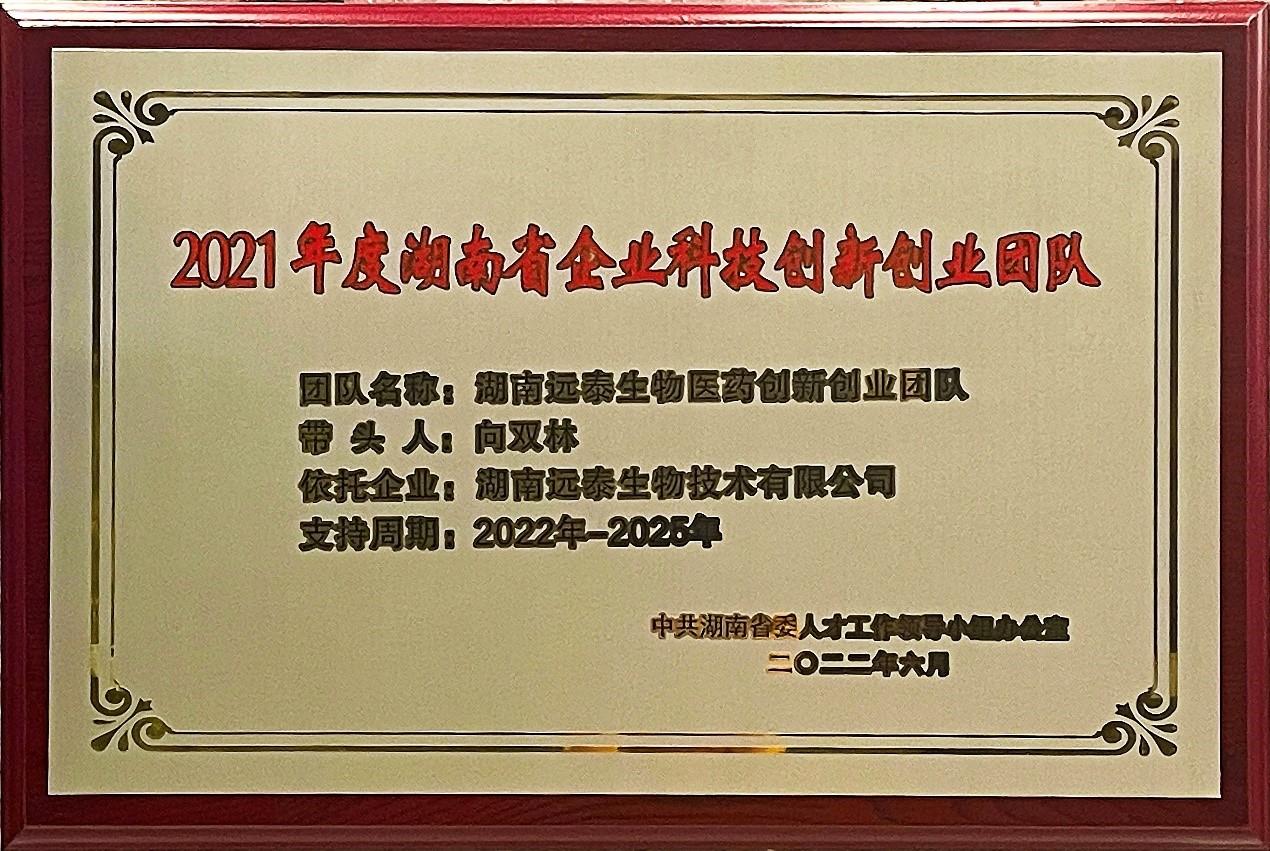 2021年度湖南省企业科技创新创业团队
团队名称：湖南远泰生物医药创新创业团队
带 头 人：向双林
依托企业：湖南远泰生物技术有限公司
支持周期：2022年-2025年
中共湖南省委人才工作领导小组办公室
二〇二二年六月